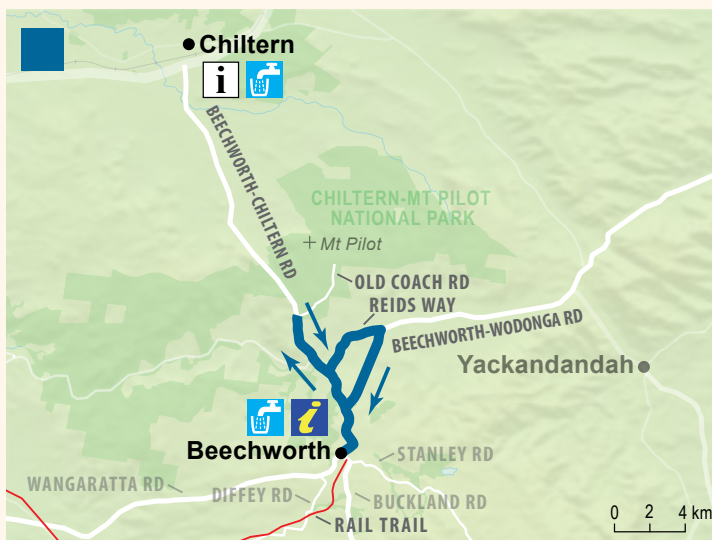 Chiltern
i
BEECHWORTH-CHILTERN RD
CHILTERN-MT PILOT
NATIONAL PARK
Mt Pilot
OLD COACH RD
REIDS WAY
BEECHWORTH-WODONGA RD
Yackandandah
i
Beechworth
STANLEY RD
WANGARATTA RD
DIFFEY RD
BUCKLAND RD
RAIL TRAIL
0 2 4 km